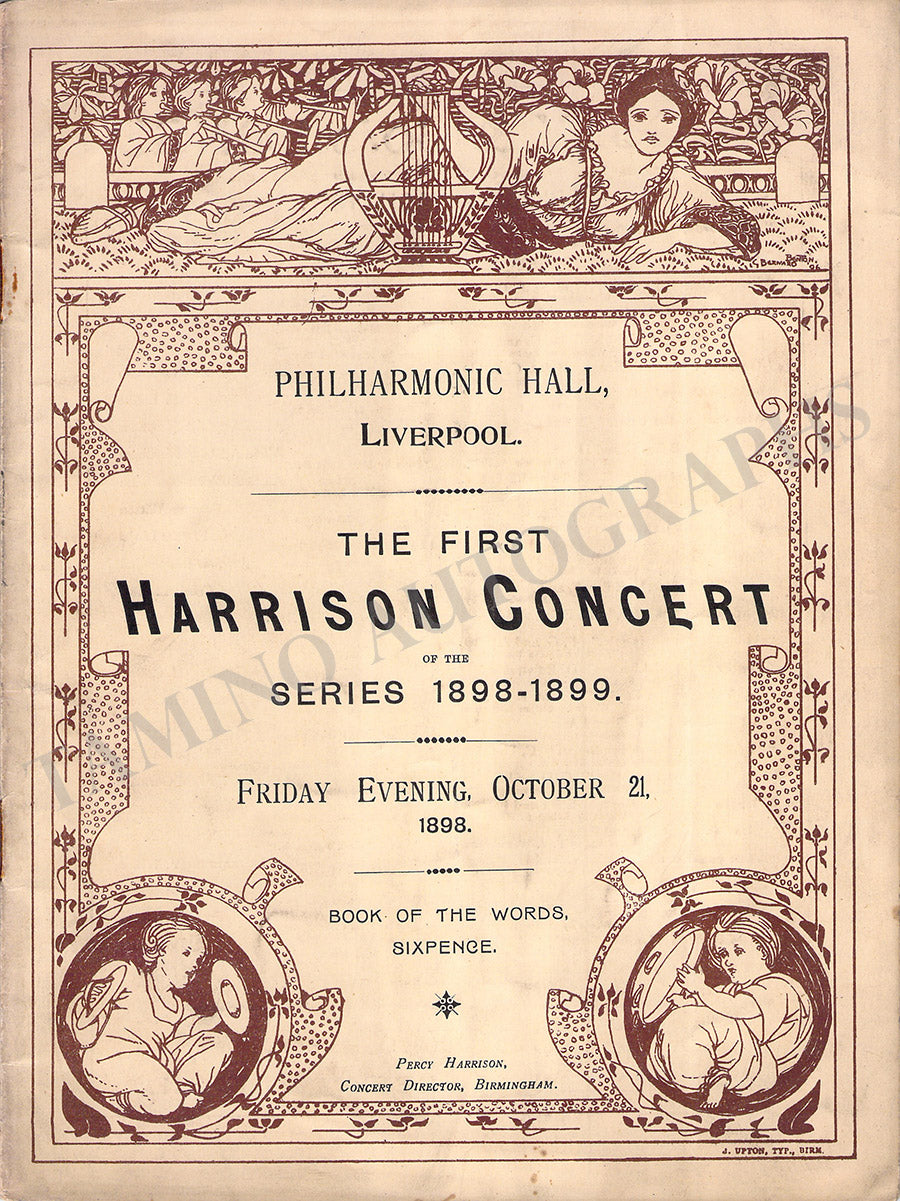 BERNARD
PHILHARMONIC HALL,
LIVERPOOL.
THE FIRST
HARRISON CONCERT
OF THE
SERIES 1898-1899.
FRIDAY EVENING, OCTOBER 21,
1898.
BOOK OF THE WORDS,
SIXPENCE.
PERCY HARRISON,
CONCERT DIRECTOR, BIRMINGHAM.
J. UPTON, TYP., BIRM.
TAMINO AUTOGRAPHS